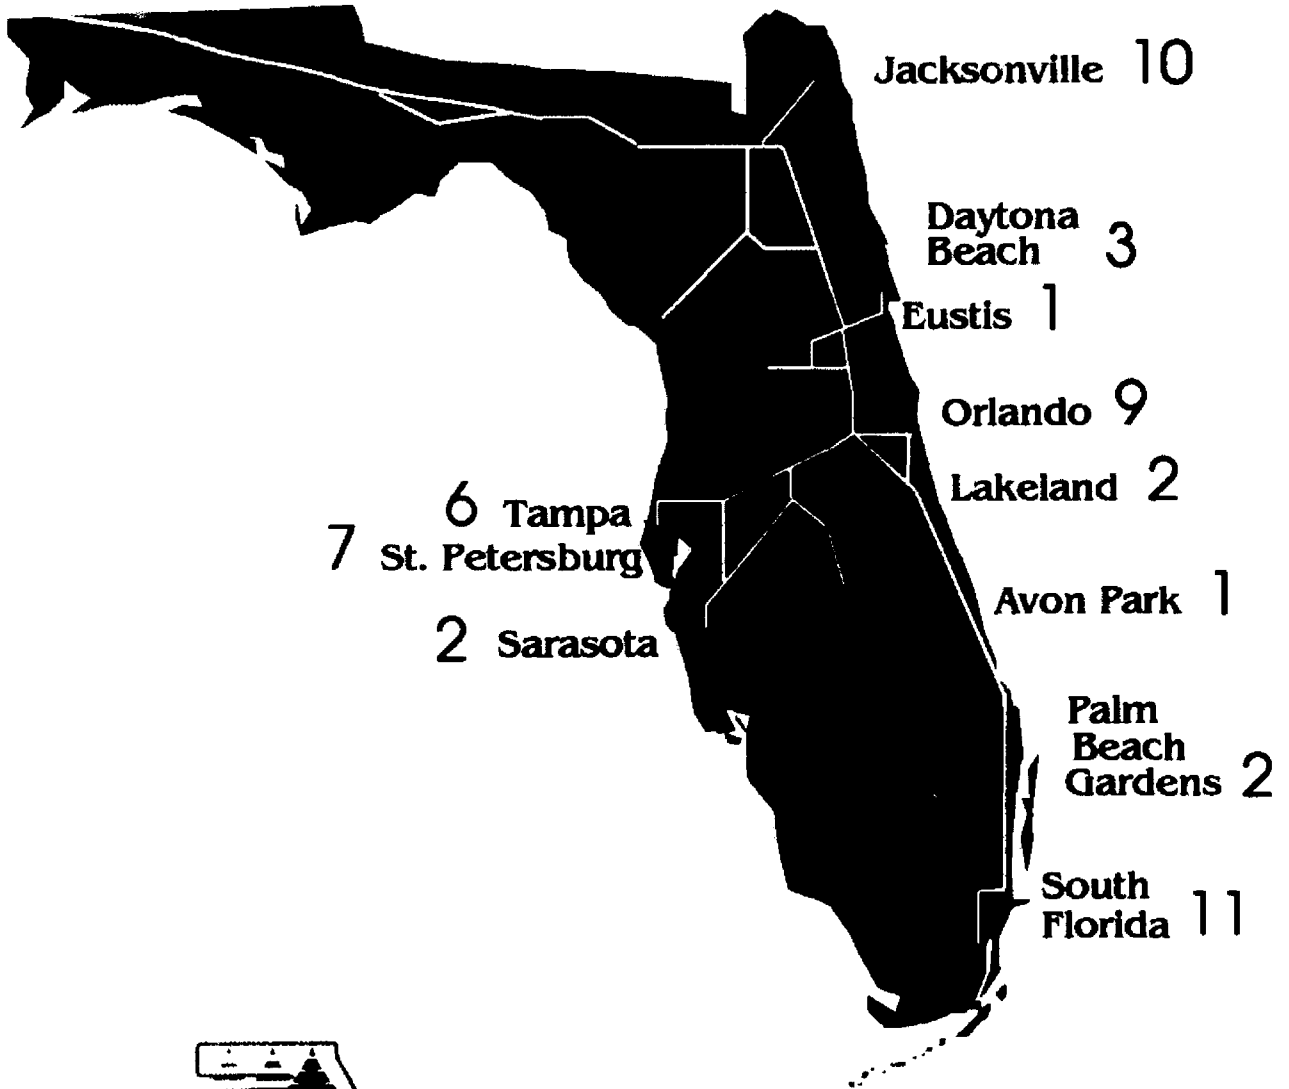 Jacksonville 10
Daytona
Beach 3
Eustis 1
Orlando 9
Lakeland 2
6 Tampa
7 St. Petersburg
Avon Park 1
2 Sarasota
Palm
Beach
Gardens 2
South
Florida 11